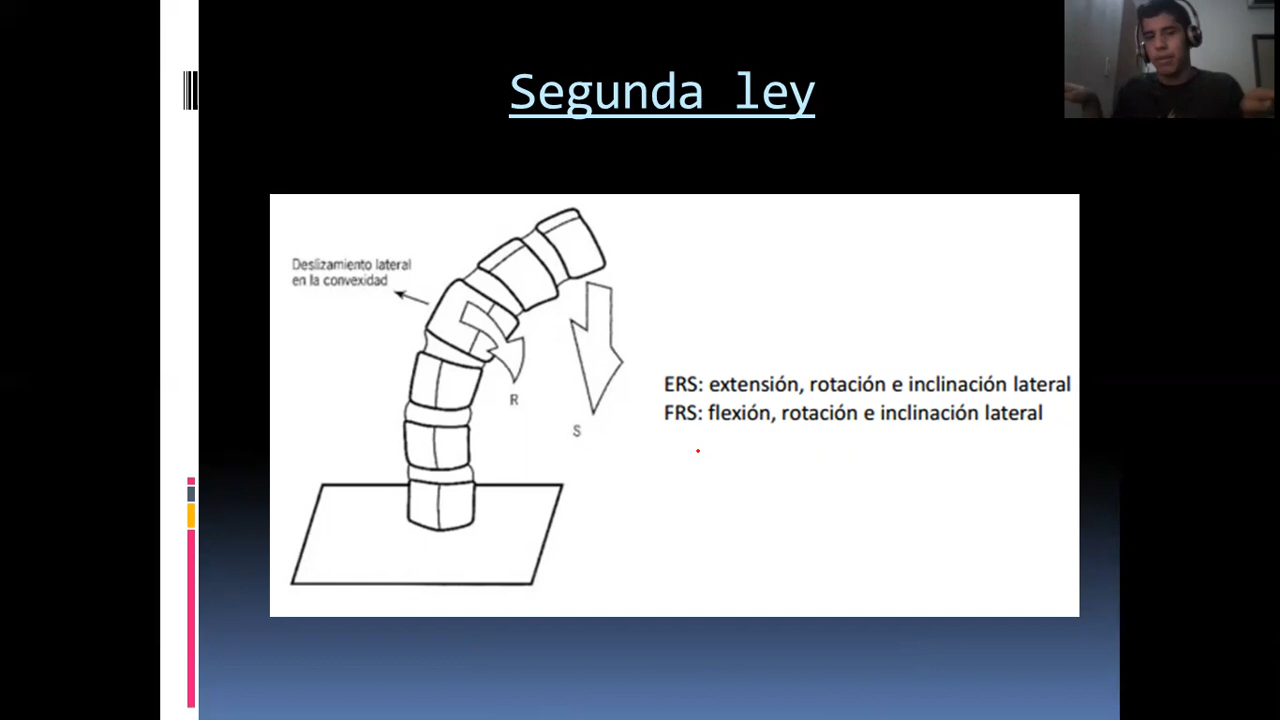 Segunda ley
Deslizamiento lateral
en la convexidad
R
S
ERS: extensión, rotación e inclinación lateral
FRS: flexión, rotación e inclinación lateral